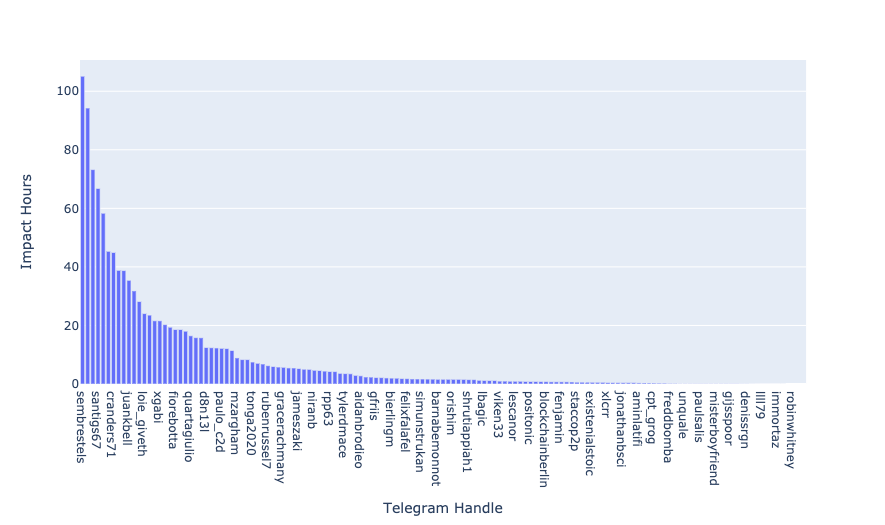 100
80
60
40
20
0
Impact Hours
sembrestels
santigs67
cranders71
juankbell
loie_giveth
xgabi
fiorebotta
quartagiulio
d8n13l
paulo_c2d
mzargham
tonga2020
rubenrussel7
gracerachmany
jameszaki
niranb
rpp63
tylerdmace
aidanbrodieo
gfriis
bierlingm
felixfalafel
simunstrukan
barnabemonnot
orishim
shrutiappiah1
lbagic
viken33
lescanor
positonic
blockchainberlin
fenjamin
staccop2p
existenialstoic
xlcrr
jonathanbsci
aminlatifi
cpt_grog
freddbomba
unquale
paulsalis
misterboyfriend
gijsspoor
denissrgn
llll79
immortaz
robinwhitney
Telegram Handle